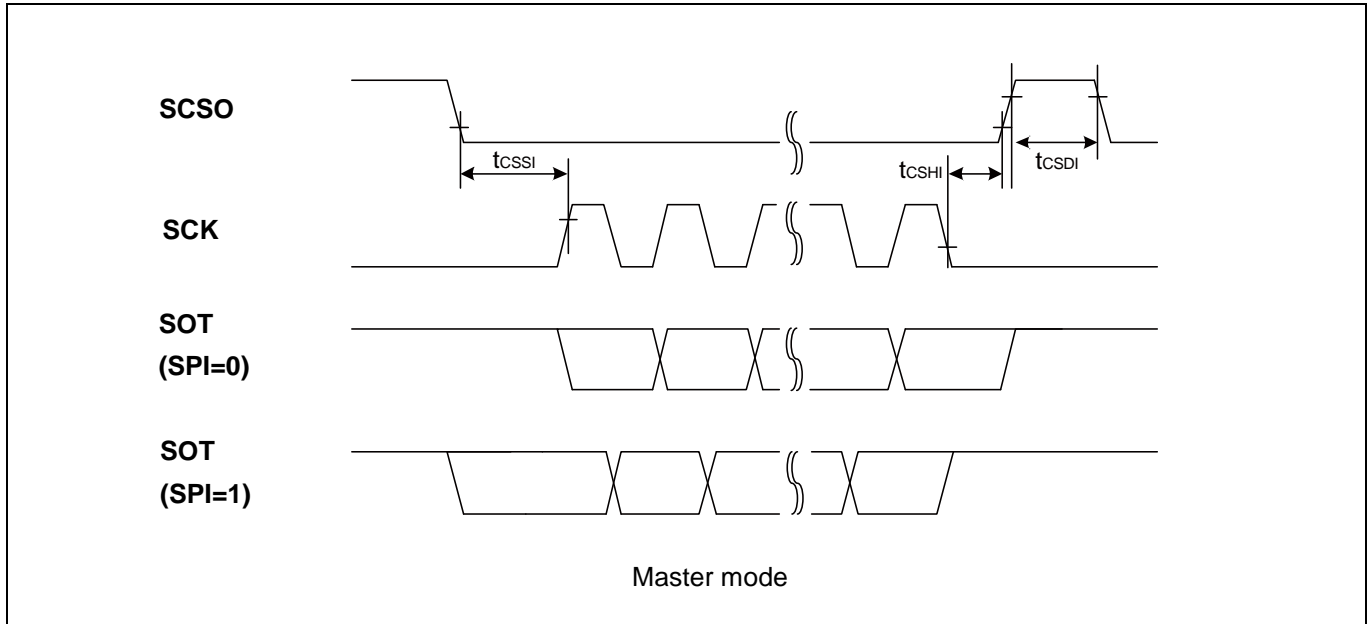 SCSO
tCSSI
tCSHI
tCSDI
SCK
SOT
(SPI=0)
SOT
(SPI=1)
Master mode